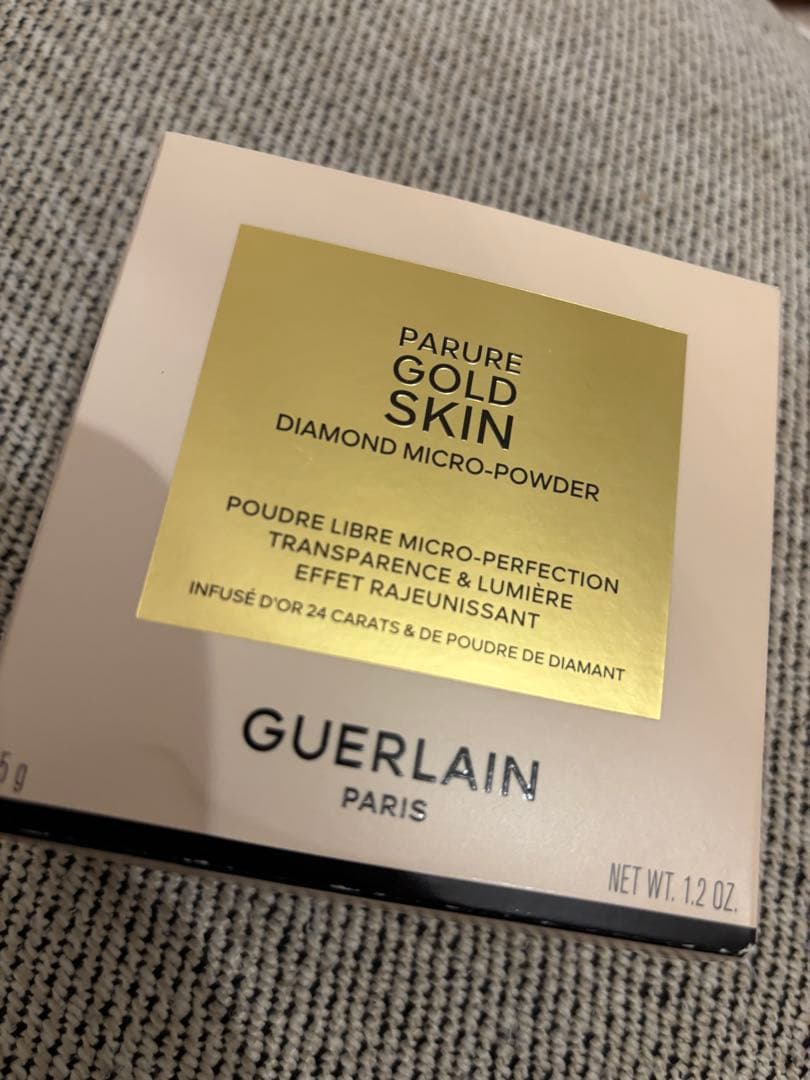 PARURE
GOLD
SKIN
DIAMOND MICRO-POWDER
POUDRE LIBRE MICRO-PERFECTION
TRANSPARENCE & LUMIÈRE
EFFET RAJEUNISSANT
INFUSÉ D'OR 24 CARATS & DE POUDRE DE DIAMANT
GUERLAIN
PARIS
5 g
NET WT. 1.2 OZ.